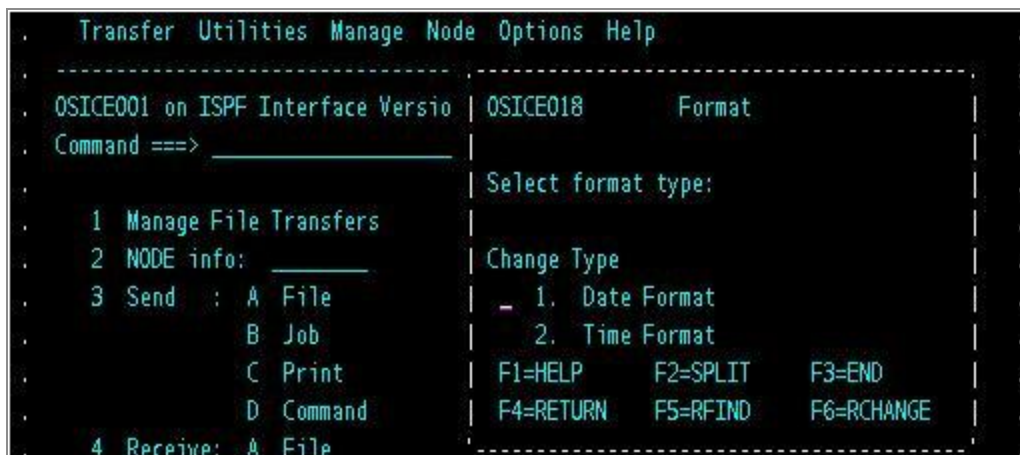 Transfer Utilities Manage Node Options Help
OSICE001 on ISPF Interface Versio
Command ===>
1 Manage File Transfers
2 NODE info:
3 Send : A File
B Job
C Print
D Command
4 Receive: A File
OSICE018 Format
Select format type:
Change Type
1. Date Format
2. Time Format
F1=HELP F2=SPLIT F3=END
F4=RETURN F5=RFIND F6=RCHANGE